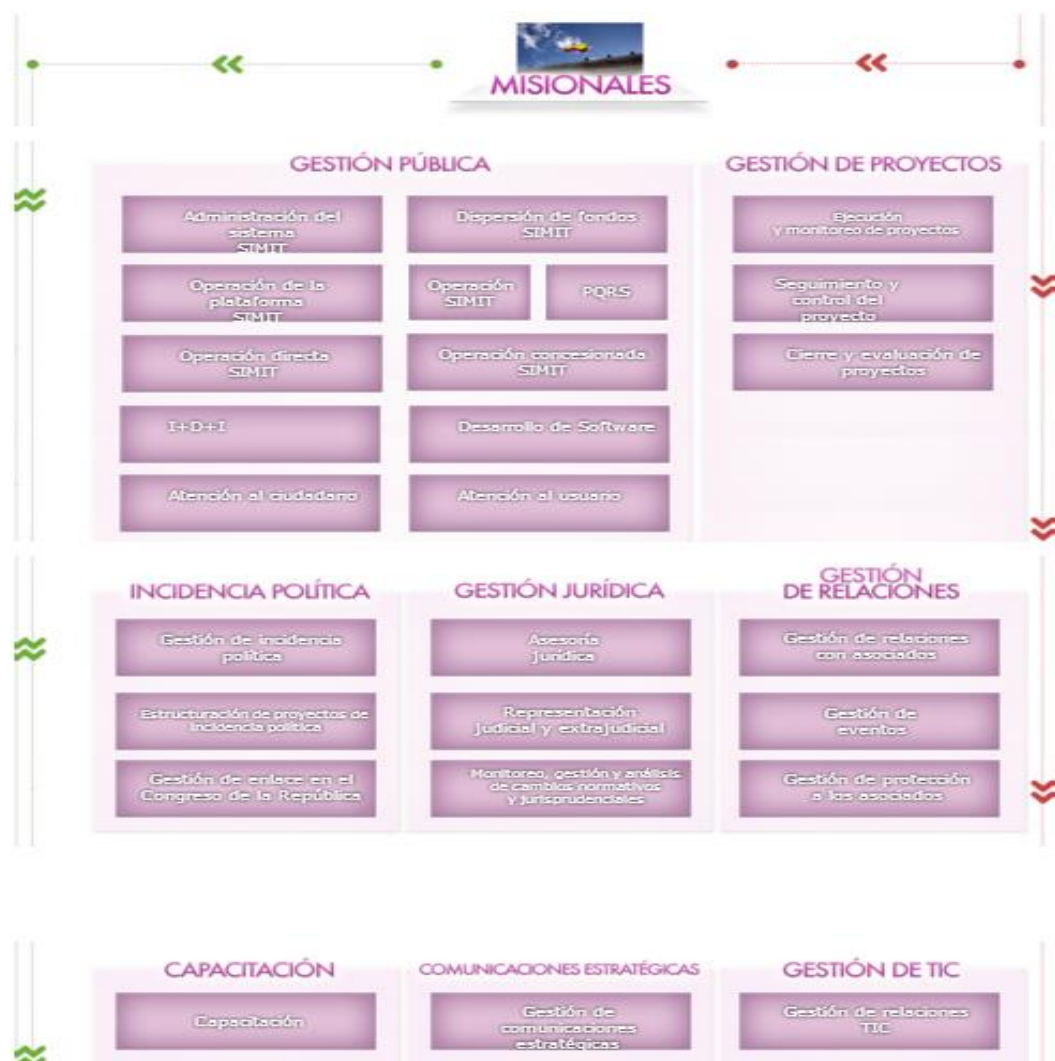 MISIONALES
GESTIÓN PÚBLICA
Administración del
sistema
SIMIT
Dispersión de fondos
SIMIT
Operación de la
plataforma
SIMIT
Operación
SIMIT
PQRS
Operación directa
SIMIT
Operación concesionada
SIMIT
I+D+I
Desarrollo de Software
Atención al ciudadano
Atención al usuario
GESTIÓN DE PROYECTOS
Ejecución
y monitoreo de proyectos
Seguimiento y
control del
proyecto
Cierre y evaluación de
proyectos
INCIDENCIA POLÍTICA
Gestión de incidencia
política
Estructuración de proyectos de
incidencia política
Gestión de enlace en el
Congreso de la República
GESTIÓN JURÍDICA
Asesoría
jurídica
Representación
judicial y extrajudicial
Monitoreo, gestión y análisis
de cambios normativos
y jurisprudenciales
GESTIÓN
DE RELACIONES
Gestión de relaciones
con asociados
Gestión de
eventos
Gestión de protección
a los asociados
CAPACITACIÓN
Capacitación
COMUNICACIONES ESTRATÉGICAS
Gestión de
comunicaciones
estratégicas
GESTIÓN DE TIC
Gestión de relaciones
TIC